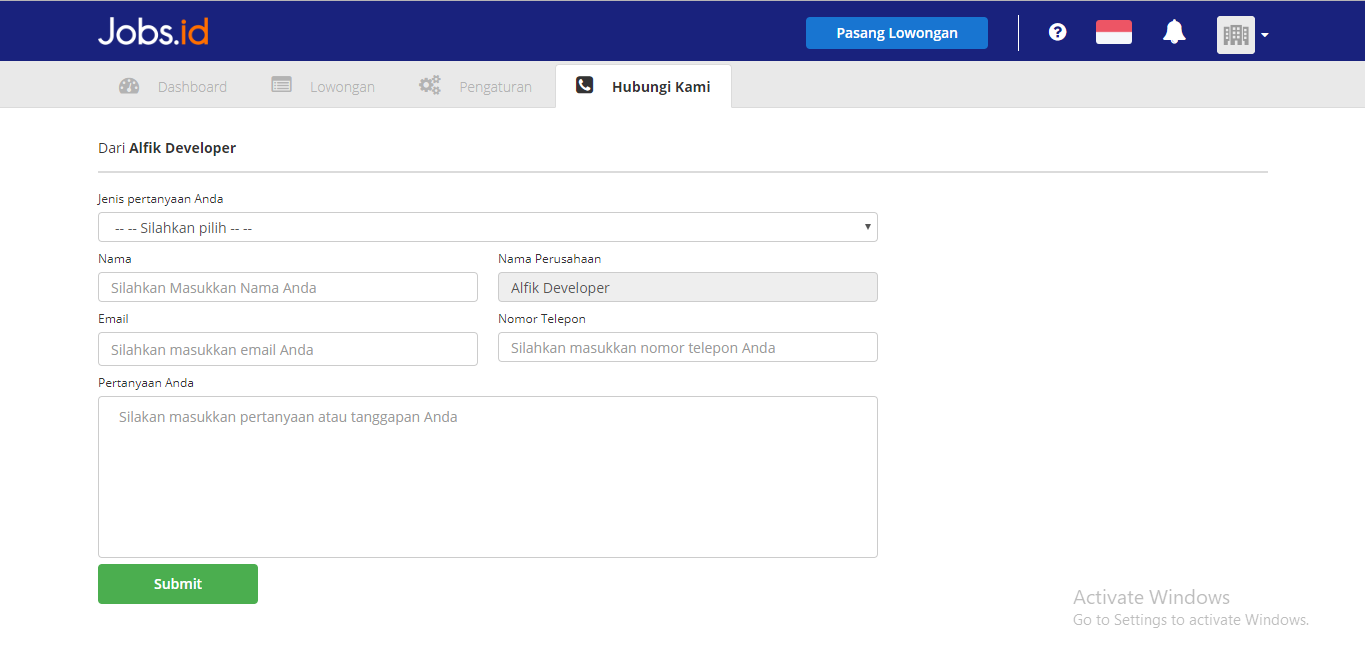 Jobs.id Pasang Lowongan ?
Dashboard Lowongan Pengaturan Hubungi Kami
Dari Alfik Developer
Jenis pertanyaan Anda
-- -- Silahkan pilih -- --
Nama Nama Perusahaan
Silahkan Masukkan Nama Anda Alfik Developer
Email Nomor Telepon
Silahkan masukkan email Anda Silahkan masukkan nomor telepon Anda
Pertanyaan Anda
Silakan masukkan pertanyaan atau tanggapan Anda
Submit
Activate Windows
Go to Settings to activate Windows.